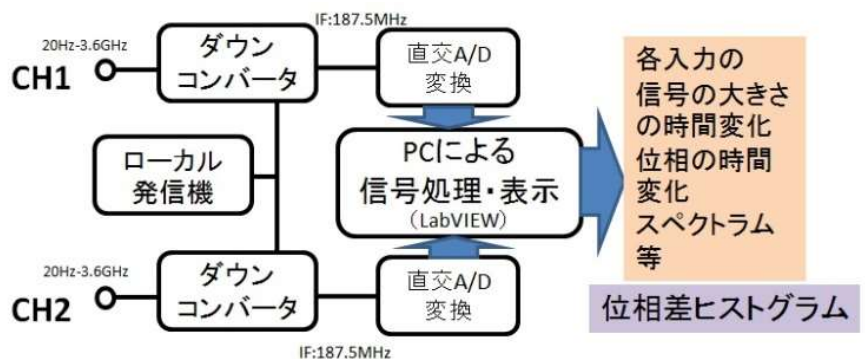 20Hz-3.6GHz
CH1
ダウン
コンバータ
IF:187.5MHz
直交A/D
変換
ローカル
発信機
PCによる
信号処理・表示
(LabVIEW)
20Hz-3.6GHz
CH2
ダウン
コンバータ
IF:187.5MHz
直交A/D
変換
各入力の
信号の大きさ
の時間変化
位相の時間
変化
スペクトラム
等
位相差ヒストグラム